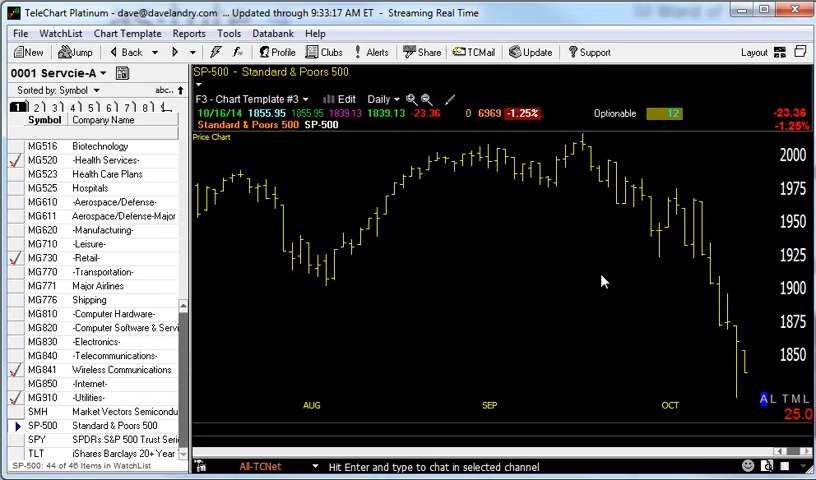 TeleChart Platinum - dave@davelandry.com ... Updated through 9:33:17 AM ET - Streaming Real Time
File WatchList Chart Template Reports Tools Databank Help
Jump Back Profile Clubs Alerts Share TCMail Update Support Layout
0001 Servcie-A
SP-500 - Standard & Poors 500
Sorted by: Symbol abc..
1 2 3 4 5 6 7
F3 - Chart Template #3 Edit Daily
Symbol Company Name
10/16/14 1855.95 1855.95 1839.13 1839.13 -23.36 0 6969 -1.25% Optionable 12 -23.36
Standard & Poors 500 SP-500 -1.25%
Price Chart
MG516 Biotechnology
MG520 -Health Services-
MG523 Health Care Plans
MG525 Hospitals
MG610 -Aerospace/Defense-
MG611 Aerospace/Defense-Major
MG620 -Manufacturing-
MG710 -Leisure-
MG730 -Retail-
MG770 -Transportation-
MG771 Major Airlines
MG776 Shipping
MG810 -Computer Hardware-
MG820 -Computer Software & Servi
MG830 -Electronics-
MG840 -Telecommunications-
MG841 Wireless Communications
MG850 -Internet-
MG910 -Utilities-
SMH Market Vectors Semicondu
SP-500 Standard & Poors 500
SPY SPDRs S&P 500 Trust Seri
TLT iShares Barclays 20+ Year
SP-500: 44 of 46 Items in WatchList
2000
1975
1950
1925
1900
1875
1850
A L T M L
25.0
AUG SEP OCT
All-TCNet Hit Enter and type to chat in selected channel